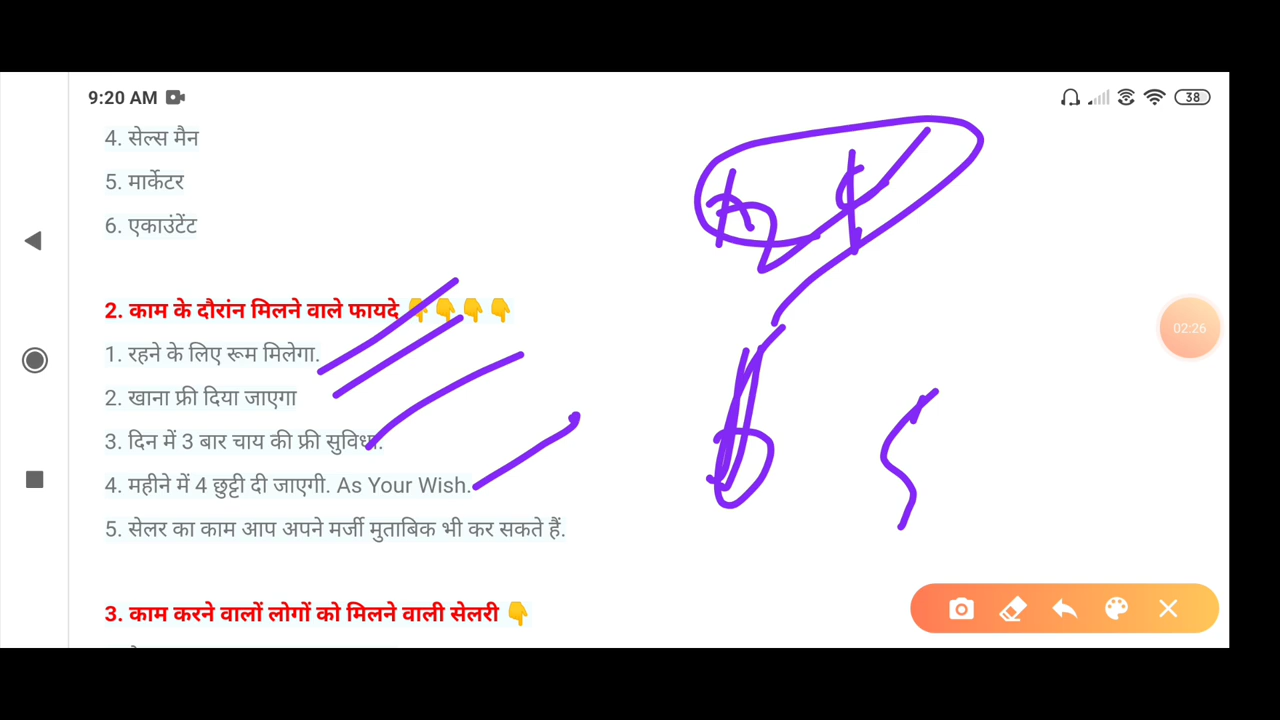 9:20 AM
38
4. सेल्स मैन
5. मार्केटर
6. एकाउंटेंट
2. काम के दौरांन मिलने वाले फायदे 👇👇👇👇
1. रहने के लिए रूम मिलेगा.
2. खाना फ्री दिया जाएगा
3. दिन में 3 बार चाय की फ्री सुविधा.
4. महीने में 4 छुट्टी दी जाएगी. As Your Wish.
5. सेलर का काम आप अपने मर्जी मुताबिक भी कर सकते हैं.
02:26
3. काम करने वालों लोगों को मिलने वाली सेलरी 👇